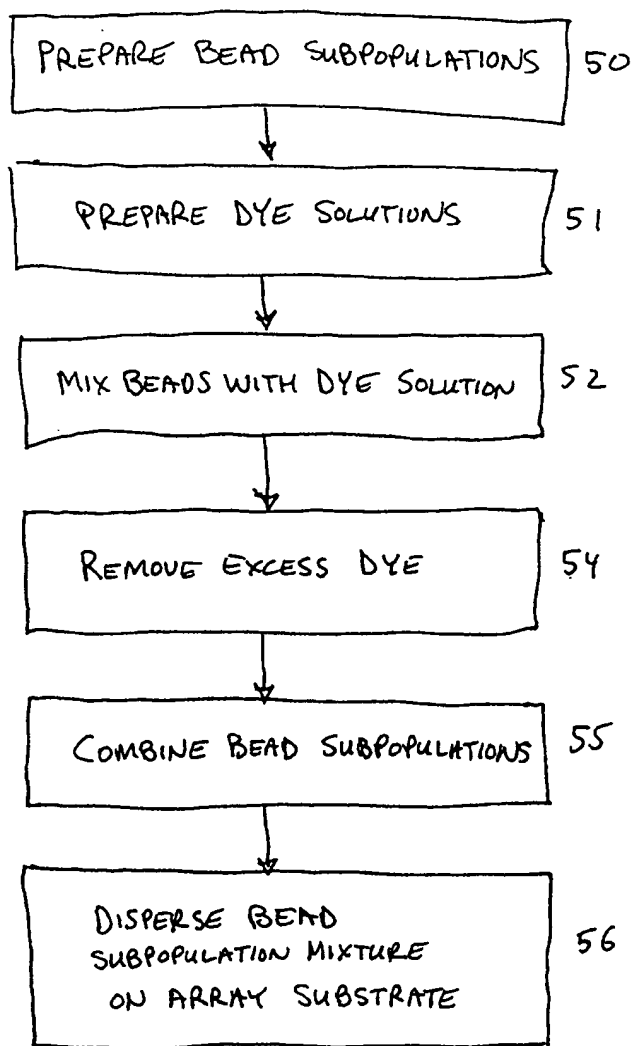 PREPARE BEAD SUBPOPULATIONS 50
PREPARE DYE SOLUTIONS 51
MIX BEADS WITH DYE SOLUTION 52
REMOVE EXCESS DYE 54
COMBINE BEAD SUBPOPULATIONS 55
DISPERSE BEAD
SUBPOPULATION MIXTURE
ON ARRAY SUBSTRATE
56